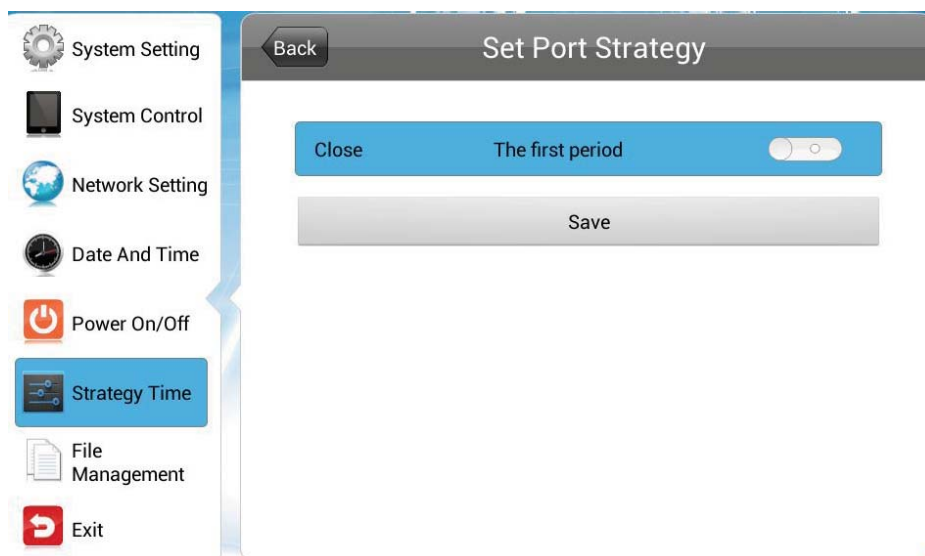 System Setting
System Control
Network Setting
Date And Time
Power On/Off
Strategy Time
File
Management
Exit
Back
Set Port Strategy
Close The first period
Save